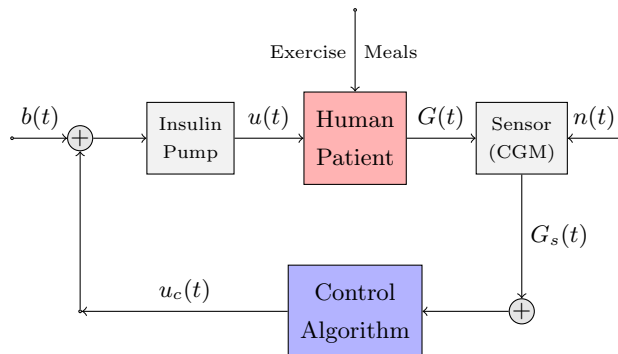 Exercise Meals
b(t)
+
Insulin
Pump
u(t)
Human
Patient
G(t)
Sensor
(CGM)
n(t)
G_s(t)
u_c(t)
Control
Algorithm
+